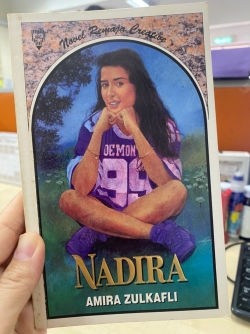 Novel Remaja Creative
DEMON
99
NADIRA
AMIRA ZULKAFLI